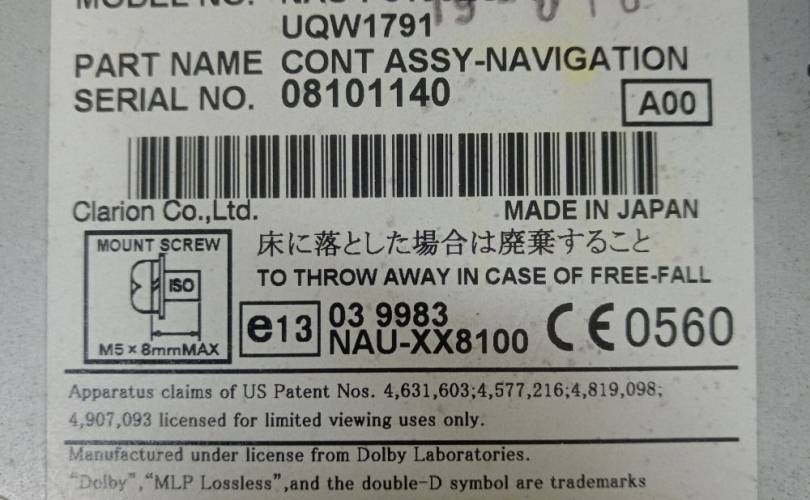 MODEL NO.
UQW1791
PART NAME CONT ASSY-NAVIGATION
SERIAL NO. 08101140
A00
Clarion Co.,Ltd. MADE IN JAPAN
MOUNT SCREW
ISO
M5×8mmMAX
床に落とした場合は廃棄すること
TO THROW AWAY IN CASE OF FREE-FALL
e13
03 9983
NAU-XX8100
CE0560
Apparatus claims of US Patent Nos. 4,631,603;4,577,216;4,819,098;
4,907,093 licensed for limited viewing uses only.
Manufactured under license from Dolby Laboratories.
"Dolby","MLP Lossless",and the double-D symbol are trademarks